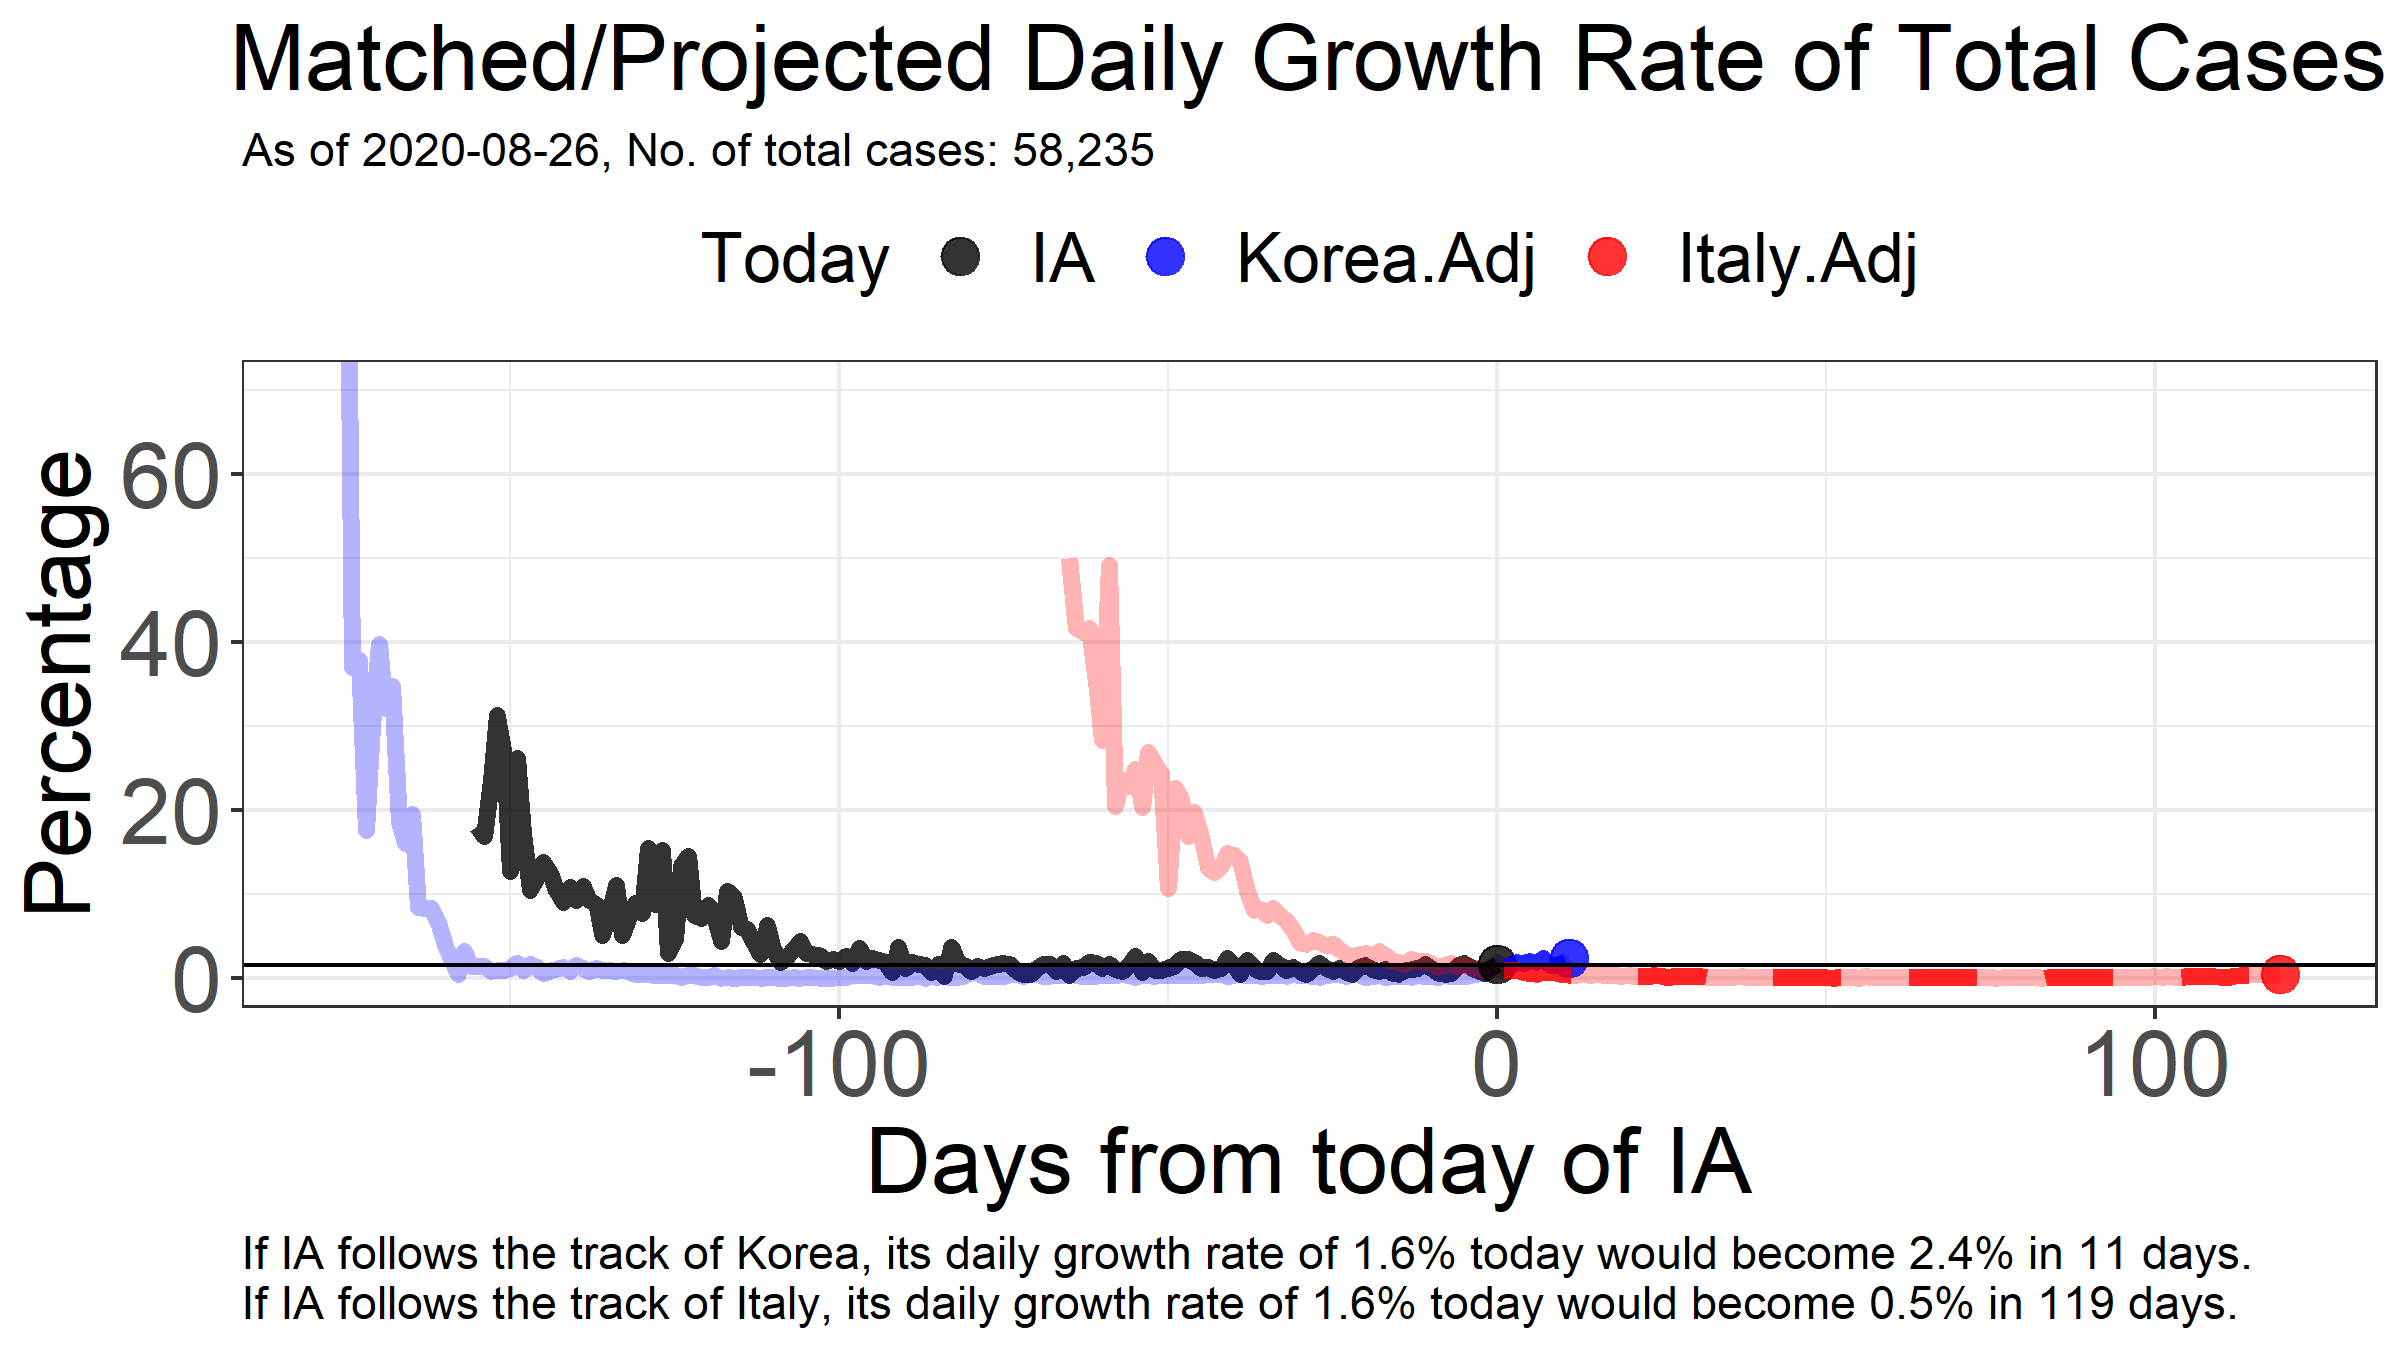 Matched/Projected Daily Growth Rate of Total Cases
As of 2020-08-26, No. of total cases: 58,235
Today IA Korea.Adj Italy.Adj
Percentage
60
40
20
0
-100 0 100
Days from today of IA
If IA follows the track of Korea, its daily growth rate of 1.6% today would become 2.4% in 11 days.
If IA follows the track of Italy, its daily growth rate of 1.6% today would become 0.5% in 119 days.